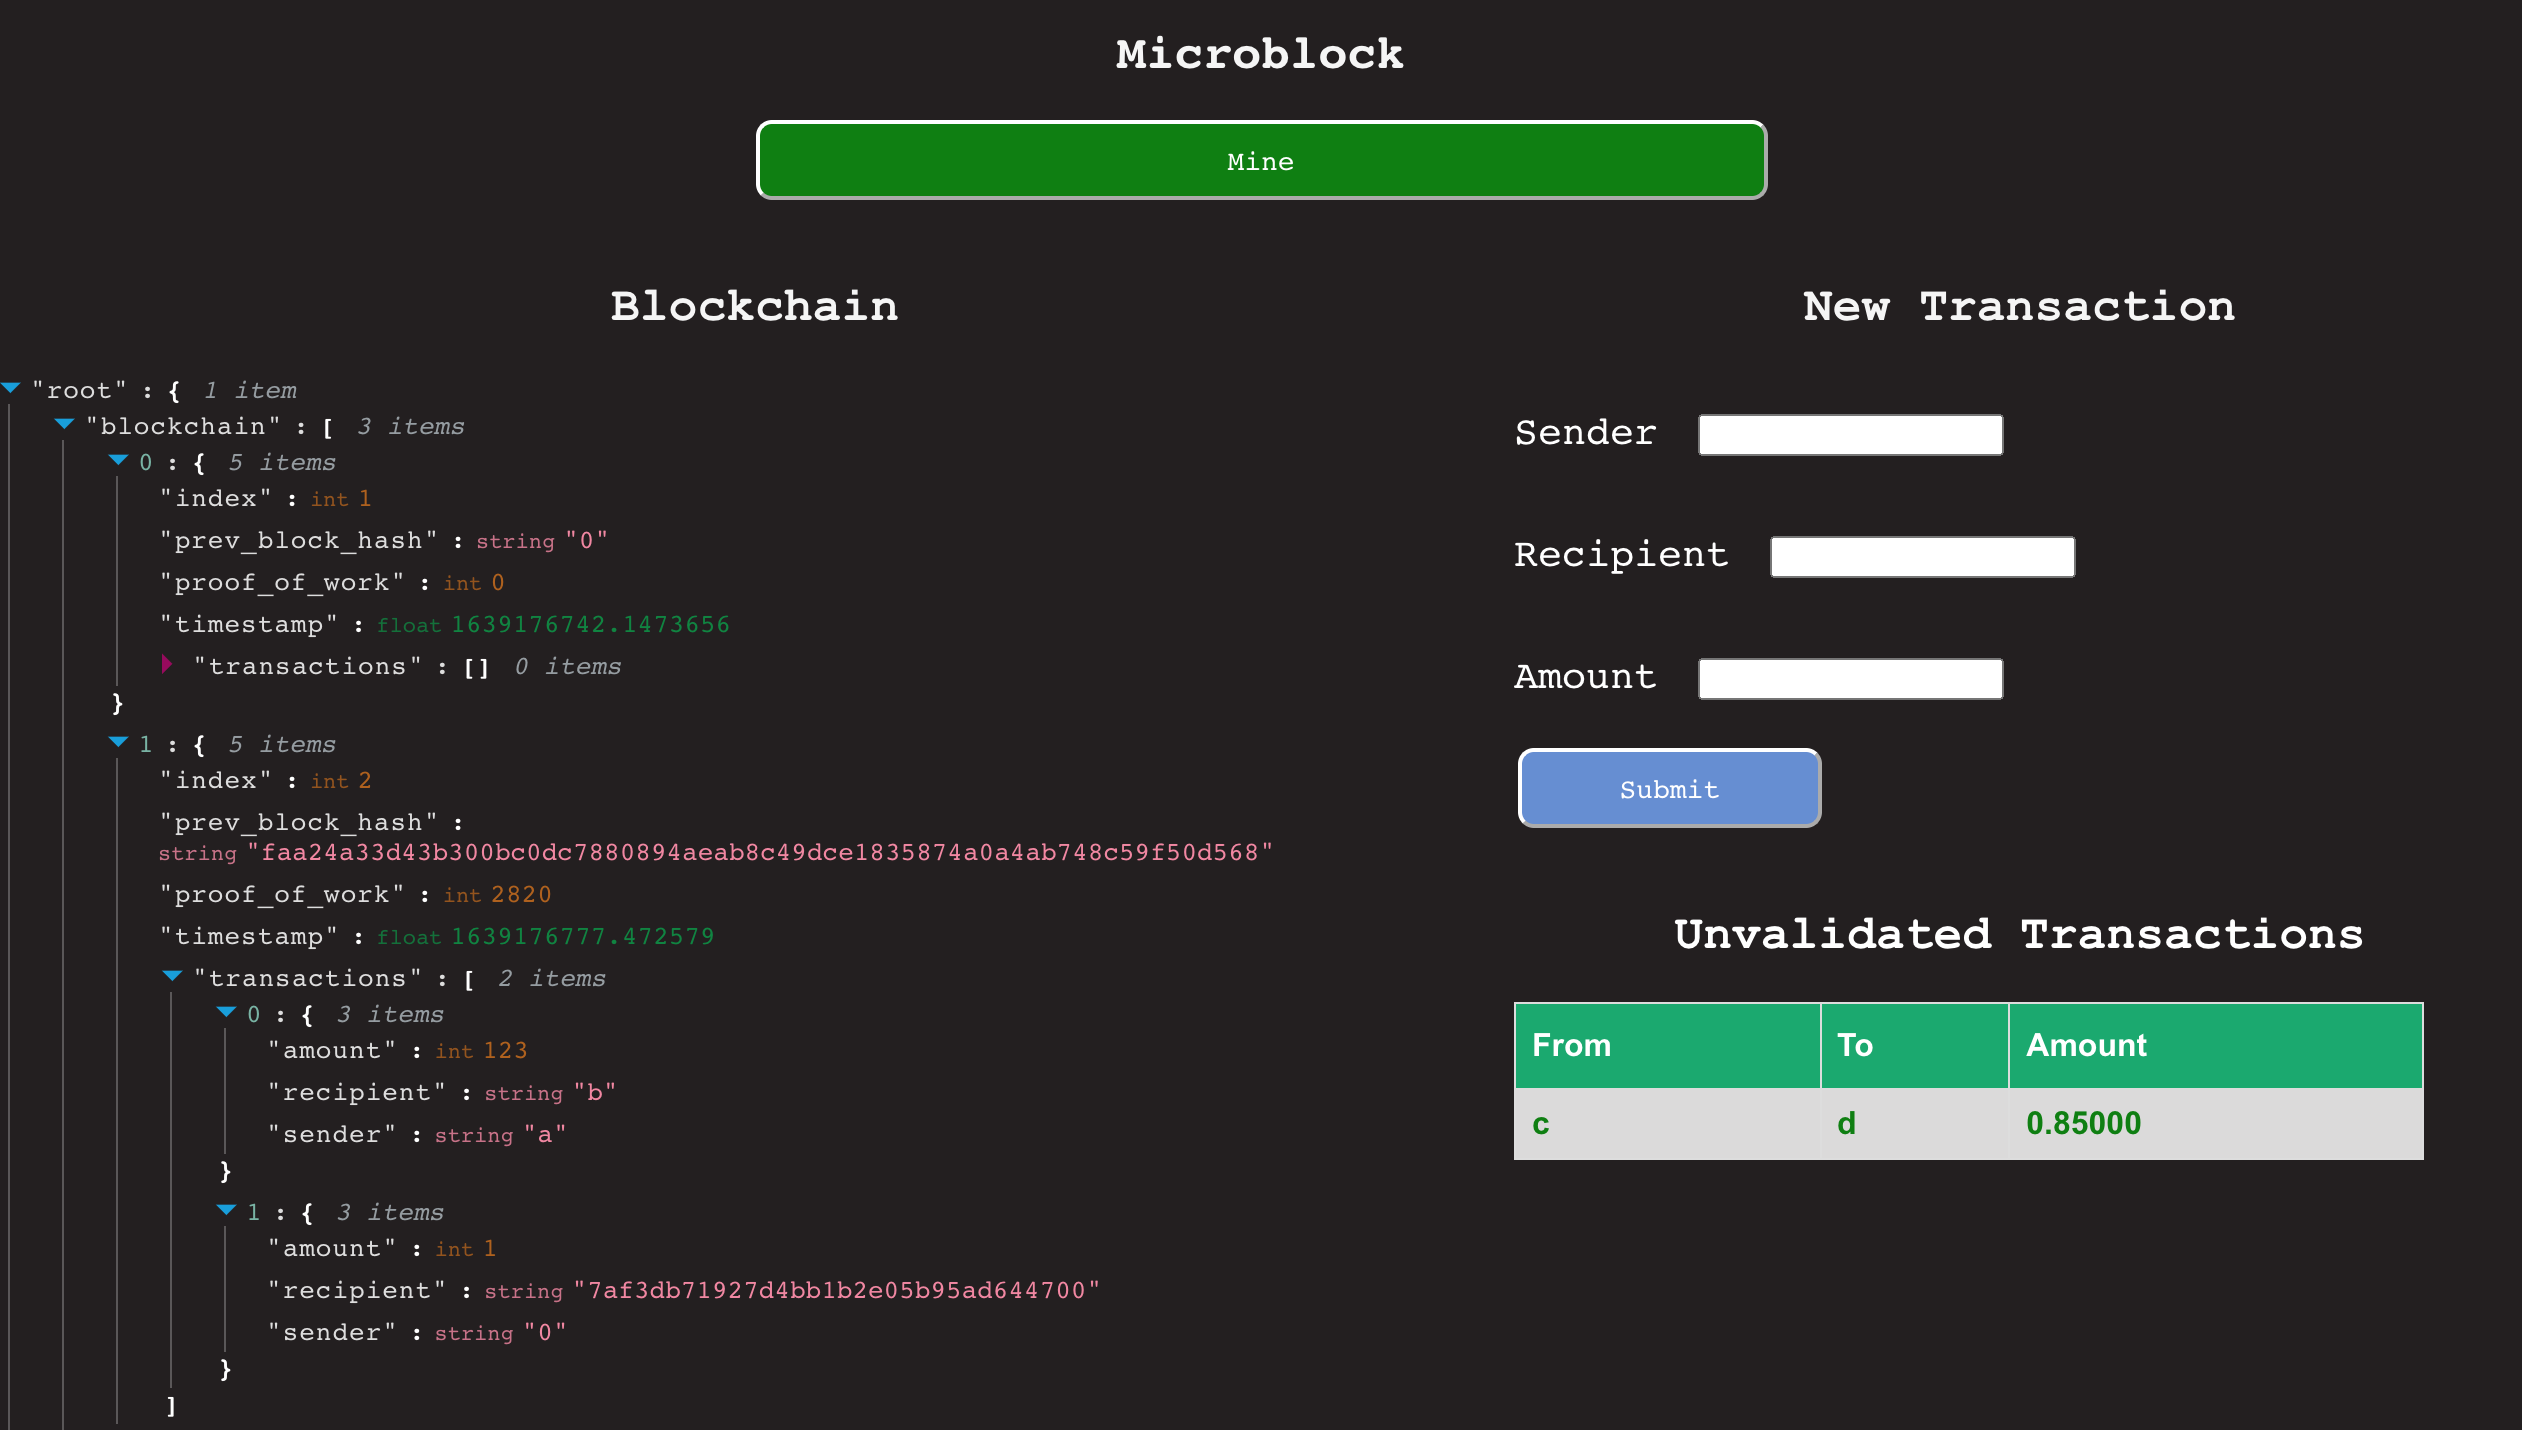 Microblock
Mine
Blockchain
"root" : { 1 item
"blockchain" : [ 3 items
0 : { 5 items
"index" : int 1
"prev_block_hash" : string "0"
"proof_of_work" : int 0
"timestamp" : float 1639176742.1473656
"transactions" : [] 0 items
}
1 : { 5 items
"index" : int 2
"prev_block_hash" :
string "faa24a33d43b300bc0dc7880894aeab8c49dce1835874a0a4ab748c59f50d568"
"proof_of_work" : int 2820
"timestamp" : float 1639176777.472579
"transactions" : [ 2 items
0 : { 3 items
"amount" : int 123
"recipient" : string "b"
"sender" : string "a"
}
1 : { 3 items
"amount" : int 1
"recipient" : string "7af3db71927d4bb1b2e05b95ad644700"
"sender" : string "0"
}
]
New Transaction
Sender
Recipient
Amount
Submit
Unvalidated Transactions
From To Amount
c d 0.85000